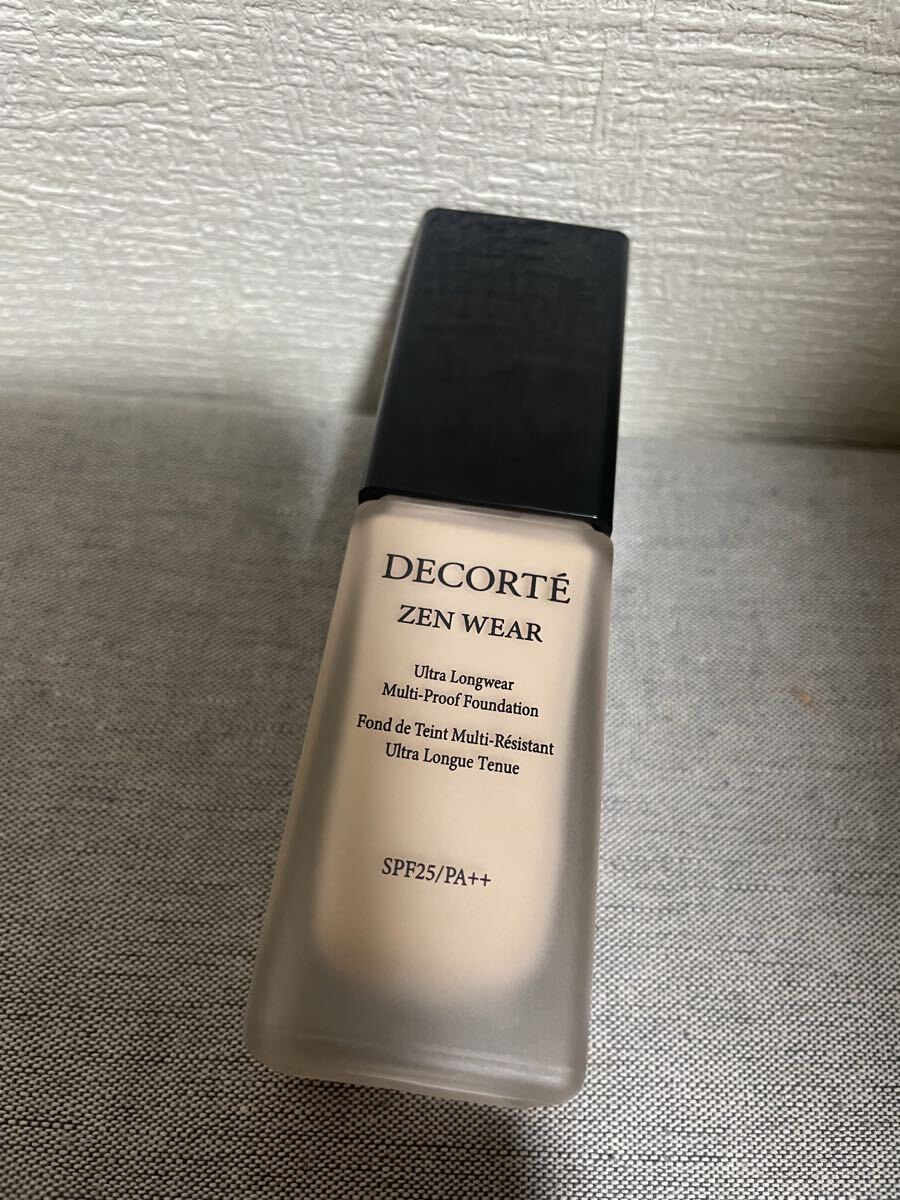 DECORTÉ
ZEN WEAR
Ultra Longwear
Multi-Proof Foundation
Fond de Teint Multi-Résistant
Ultra Longue Tenue
SPF25/PA++